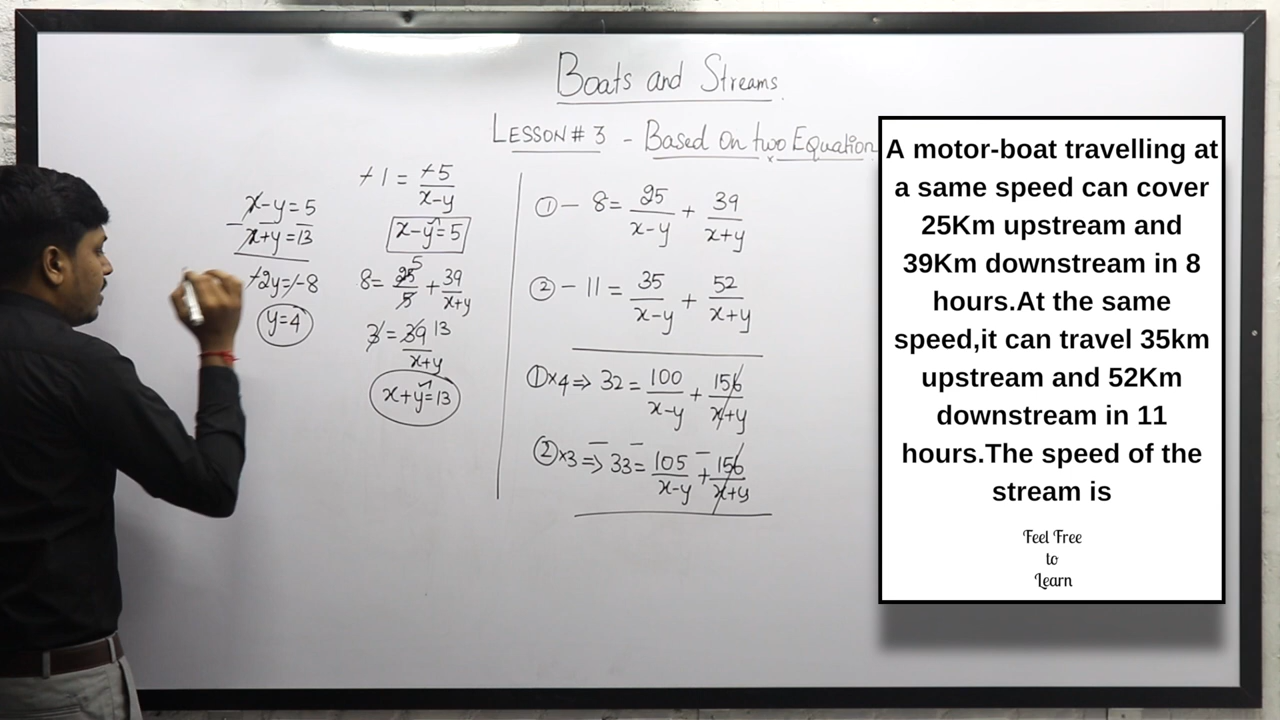 Boats and Streams
LESSON # 3 - Based on two Equation
x-y=5
- x+y=13
-2y=-8
y=4
-1 = -5/(x-y)
x-y=5
8 = 25/5 + 39/(x+y)
5
3 = 39/(x+y) 13
x+y=13
① - 8 = 25/(x-y) + 39/(x+y)
② - 11 = 35/(x-y) + 52/(x+y)
①×4 ⇒ 32 = 100/(x-y) + 156/(x+y)
②×3 ⇒ 33 = 105/(x-y) + 156/(x+y)
A motor-boat travelling at
a same speed can cover
25Km upstream and
39Km downstream in 8
hours.At the same
speed,it can travel 35km
upstream and 52Km
downstream in 11
hours.The speed of the
stream is
Feel Free
to
Learn